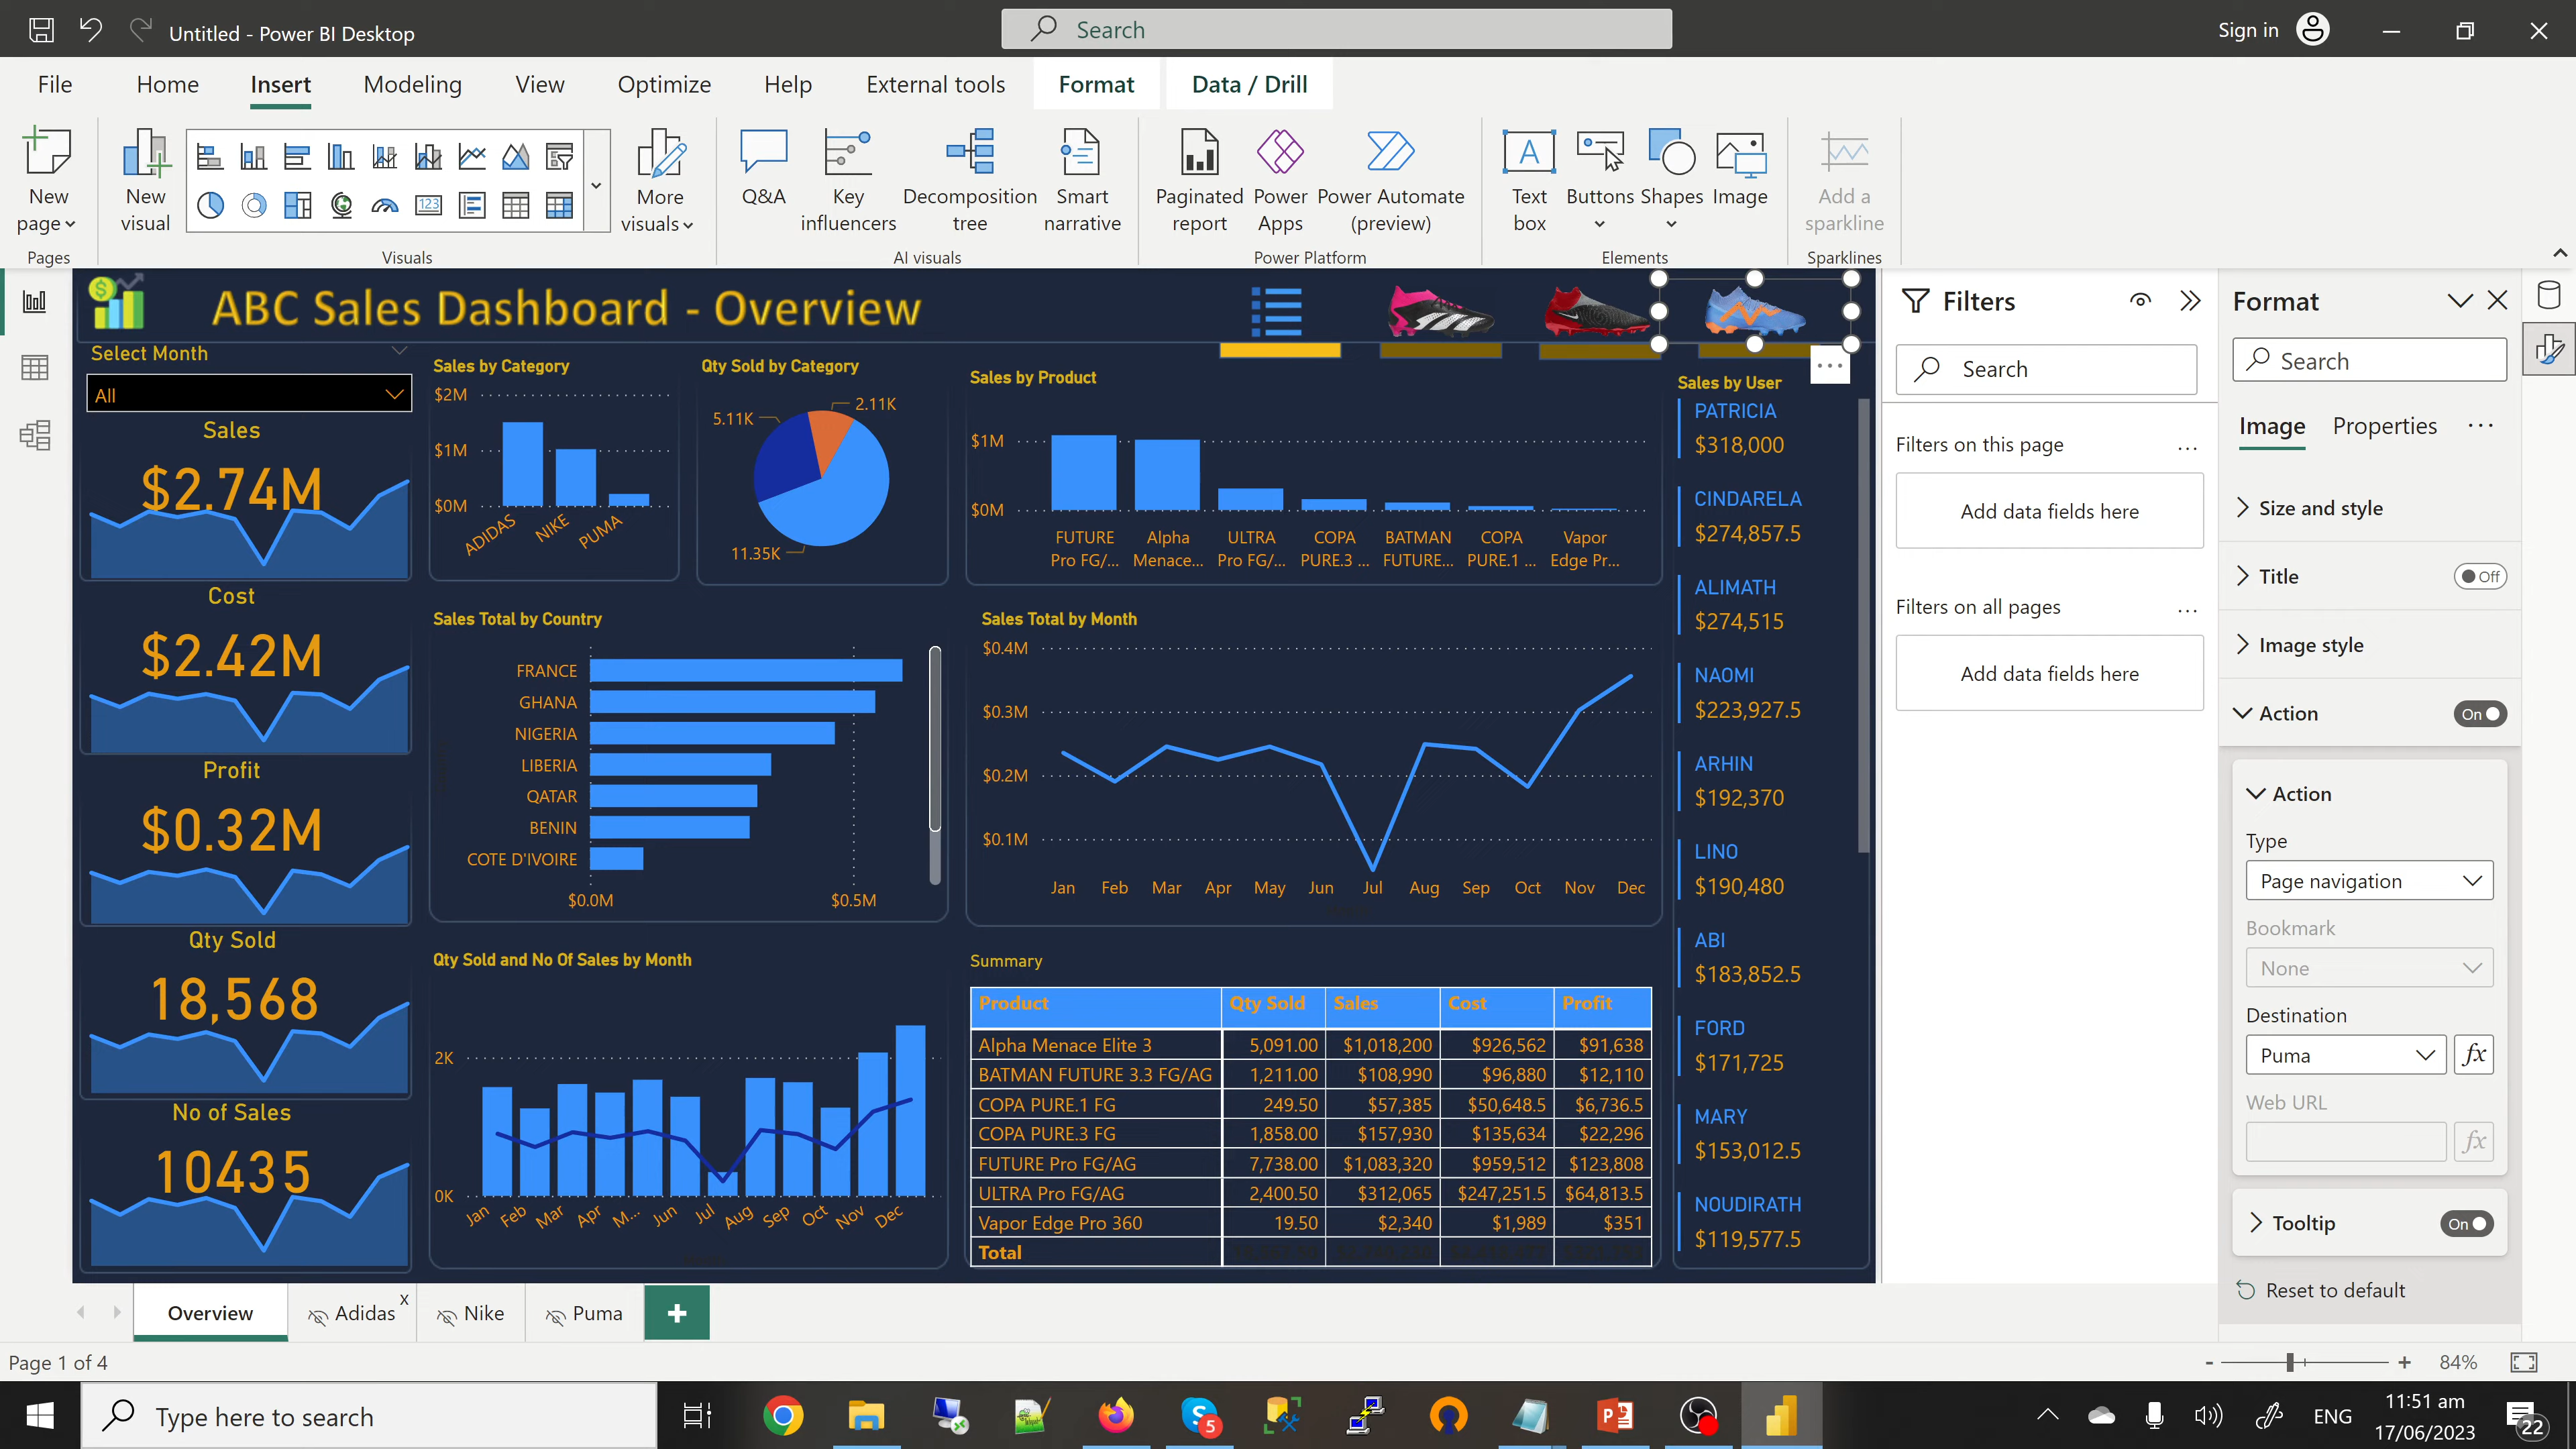 Untitled - Power BI Desktop
Search
Sign in
File Home Insert Modeling View Optimize Help External tools Format Data / Drill
New page
New visual
More visuals
Q&A
Key influencers
Decomposition tree
Smart narrative
Paginated report
Power Apps
Power Automate (preview)
Text box
Buttons
Shapes
Image
Add a sparkline
Pages
Visuals
AI visuals
Power Platform
Elements
Sparklines
ABC Sales Dashboard - Overview
Select Month
All
Sales
$2.74M
Cost
$2.42M
Profit
$0.32M
Qty Sold
18,568
No of Sales
10435
Sales by Category
$2M
$1M
$0M
ADIDAS NIKE PUMA
Qty Sold by Category
5.11K
2.11K
11.35K
Sales by Product
$1M
$0M
FUTURE Pro FG/...
Alpha Menace...
ULTRA Pro FG/...
COPA PURE.3 ...
BATMAN FUTURE...
COPA PURE.1 ...
Vapor Edge Pr...
Sales Total by Country
FRANCE
GHANA
NIGERIA
LIBERIA
QATAR
BENIN
COTE D'IVOIRE
$0.0M $0.5M
Sales Total by Month
$0.4M
$0.3M
$0.2M
$0.1M
Jan Feb Mar Apr May Jun Jul Aug Sep Oct Nov Dec
Qty Sold and No Of Sales by Month
2K
0K
Jan Feb Mar Apr M... Jun Jul Aug Sep Oct Nov Dec
Summary
Product Qty Sold Sales Cost Profit
Alpha Menace Elite 3 5,091.00 $1,018,200 $926,562 $91,638
BATMAN FUTURE 3.3 FG/AG 1,211.00 $108,990 $96,880 $12,110
COPA PURE.1 FG 249.50 $57,385 $50,648.5 $6,736.5
COPA PURE.3 FG 1,858.00 $157,930 $135,634 $22,296
FUTURE Pro FG/AG 7,738.00 $1,083,320 $959,512 $123,808
ULTRA Pro FG/AG 2,400.50 $312,065 $247,251.5 $64,813.5
Vapor Edge Pro 360 19.50 $2,340 $1,989 $351
Total
Sales by User
PATRICIA
$318,000
CINDARELA
$274,857.5
ALIMATH
$274,515
NAOMI
$223,927.5
ARHIN
$192,370
LINO
$190,480
ABI
$183,852.5
FORD
$171,725
MARY
$153,012.5
NOUDIRATH
$119,577.5
Filters
Search
Filters on this page
Add data fields here
Filters on all pages
Add data fields here
Format
Search
Image Properties
Size and style
Title Off
Image style
Action On
Action
Type
Page navigation
Bookmark
None
Destination
Puma fx
Web URL
fx
Tooltip On
Reset to default
Overview Adidas x Nike Puma +
Page 1 of 4
- + 84%
Type here to search
5
ENG
11:51 am
17/06/2023
22